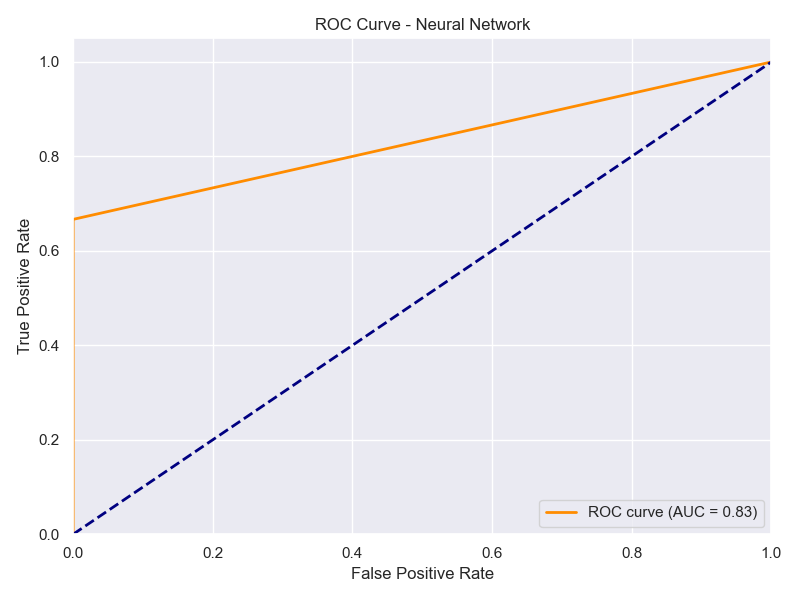 ROC Curve - Neural Network
True Positive Rate
1.0
0.8
0.6
0.4
0.2
0.0
ROC curve (AUC = 0.83)
0.0 0.2 0.4 0.6 0.8 1.0
False Positive Rate